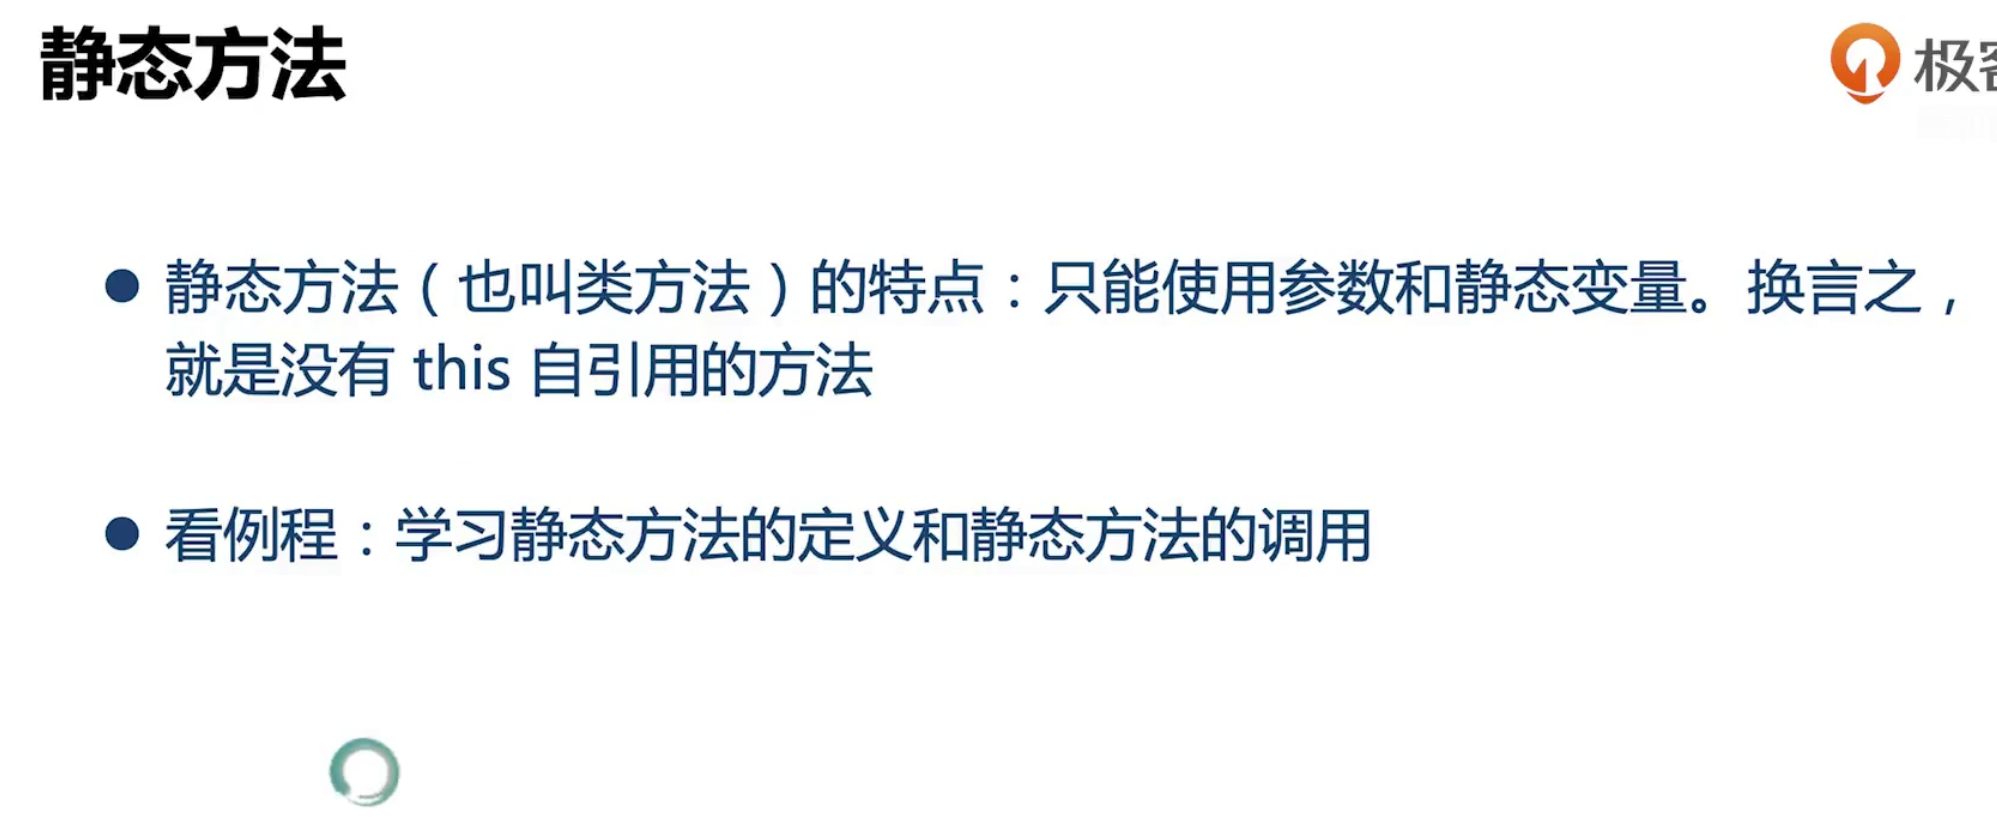 静态方法
极客
静态方法（也叫类方法）的特点：只能使用参数和静态变量。换言之，
就是没有 this 自引用的方法
看例程：学习静态方法的定义和静态方法的调用